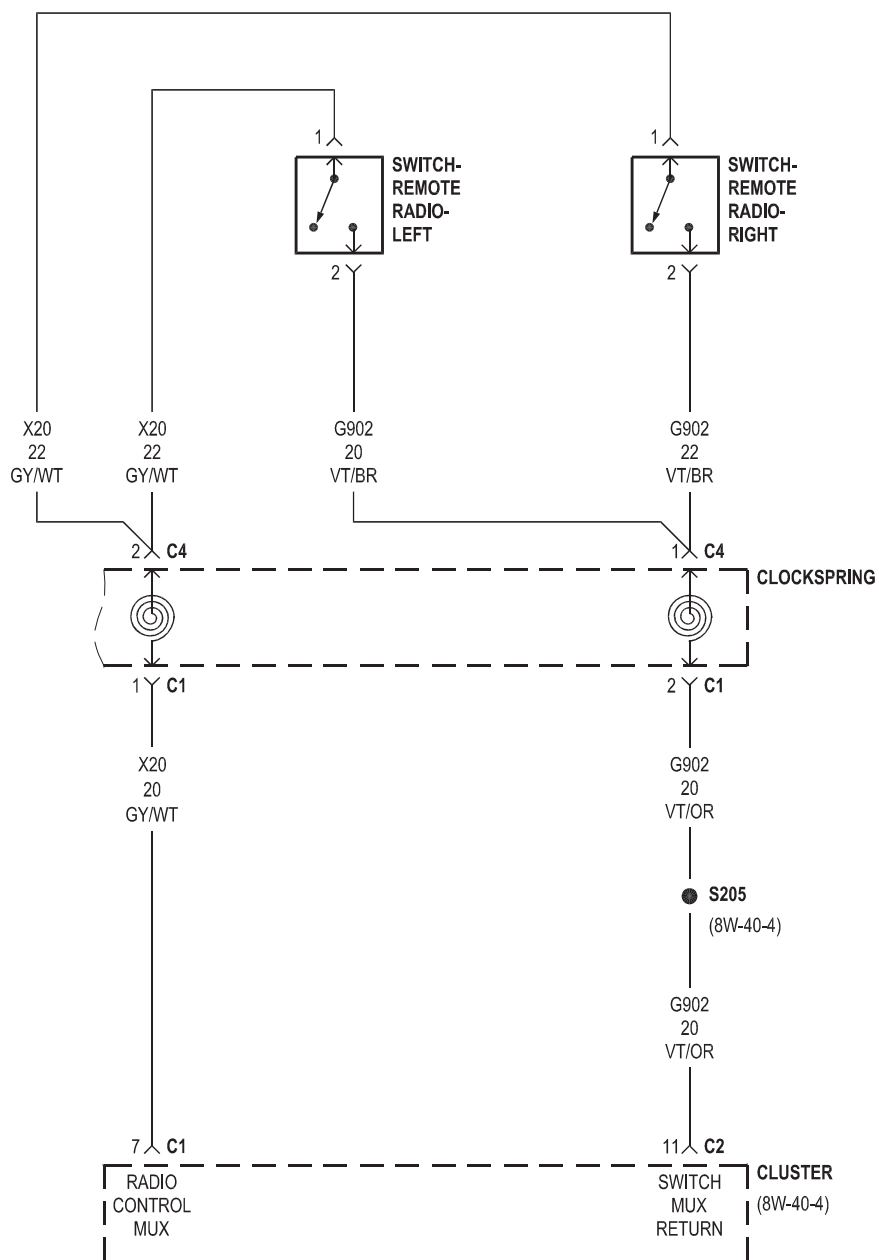 1
SWITCH-
REMOTE
RADIO-
LEFT
2
1
SWITCH-
REMOTE
RADIO-
RIGHT
2
X20
22
GY/WT
X20
22
GY/WT
G902
20
VT/BR
G902
22
VT/BR
2 C4
1 C4
CLOCKSPRING
1 C1
2 C1
X20
20
GY/WT
G902
20
VT/OR
S205
(8W-40-4)
G902
20
VT/OR
7 C1
11 C2
RADIO
CONTROL
MUX
SWITCH
MUX
RETURN
CLUSTER
(8W-40-4)